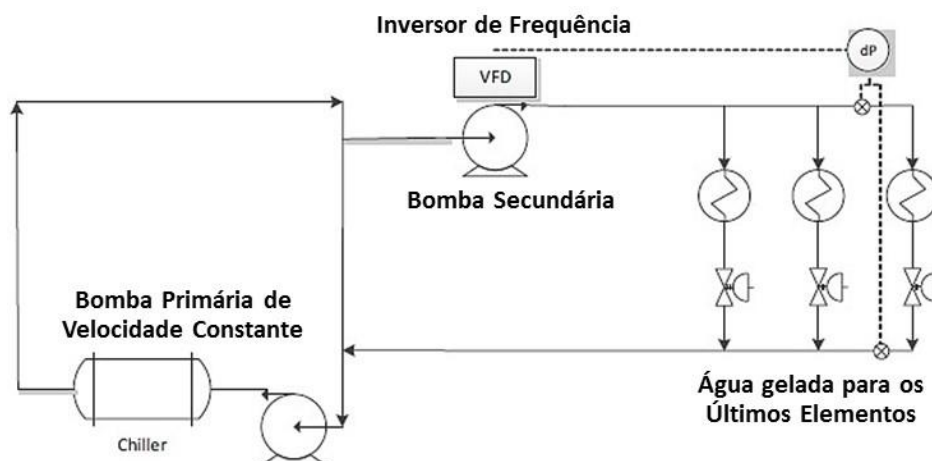 Inversor de Frequência
dP
VFD
Bomba Secundária
Bomba Primária de
Velocidade Constante
Água gelada para os
Últimos Elementos
Chiller